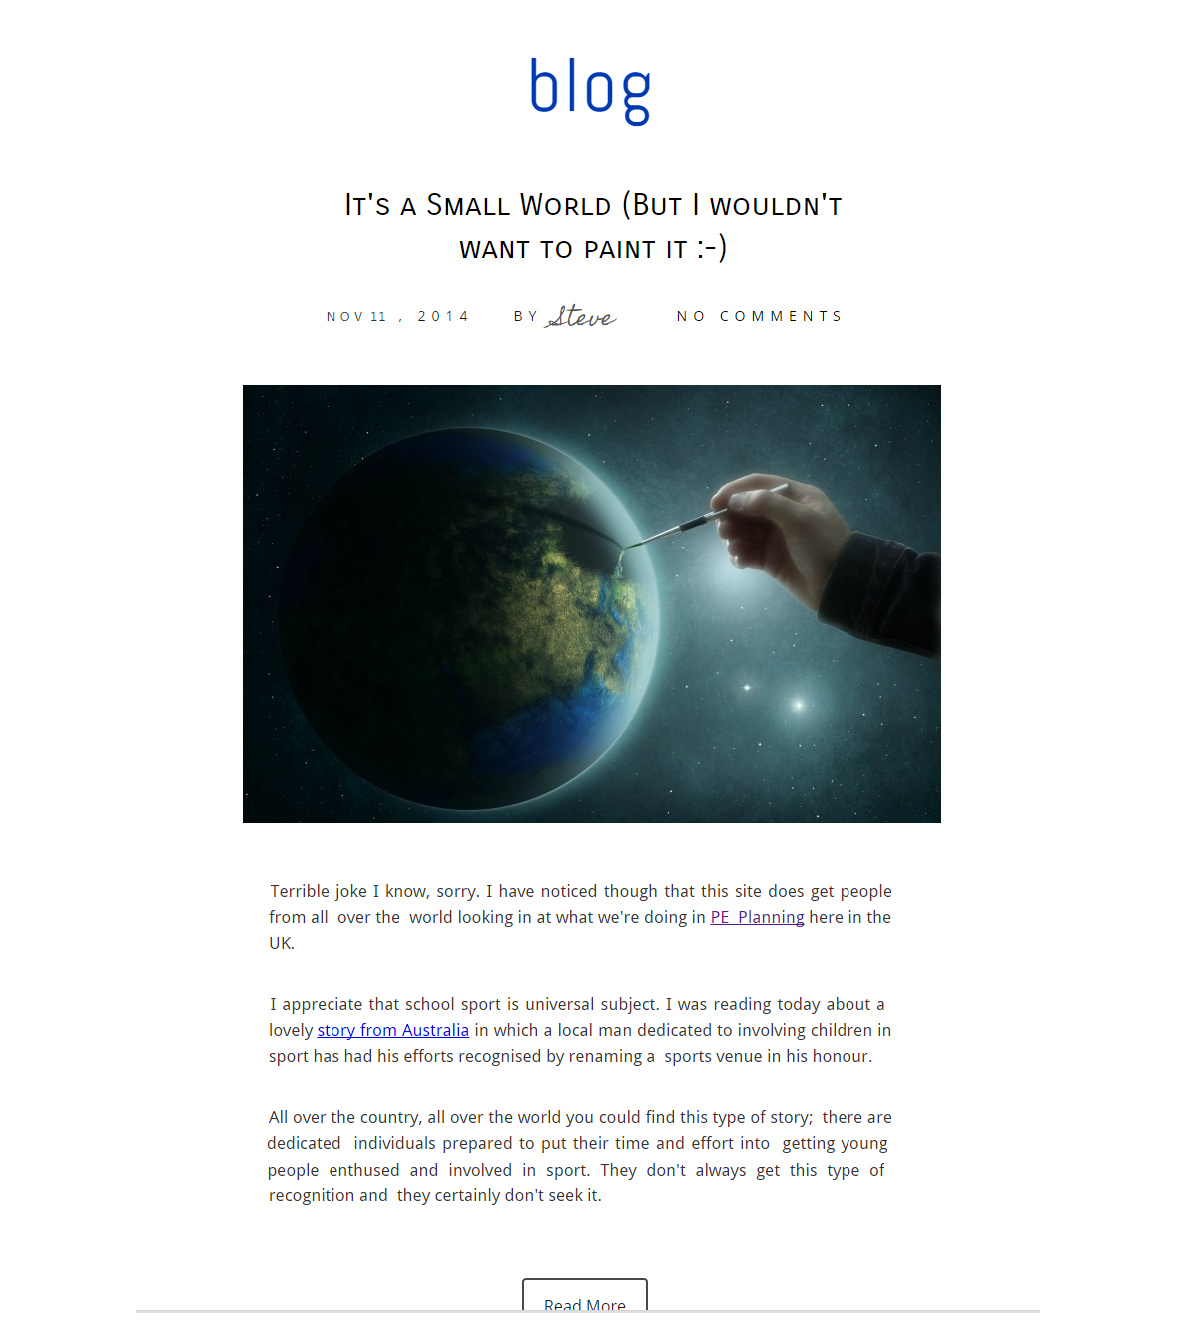 blog
It's a Small World (But I wouldn't
want to paint it :-)
NOV 11 , 2014 BY Steve NO COMMENTS
Terrible joke I know, sorry. I have noticed though that this site does get people
from all over the world looking in at what we're doing in PE Planning here in the
UK.
I appreciate that school sport is universal subject. I was reading today about a
lovely story from Australia in which a local man dedicated to involving children in
sport has had his efforts recognised by renaming a sports venue in his honour.
All over the country, all over the world you could find this type of story; there are
dedicated individuals prepared to put their time and effort into getting young
people enthused and involved in sport. They don't always get this type of
recognition and they certainly don't seek it.
Read More